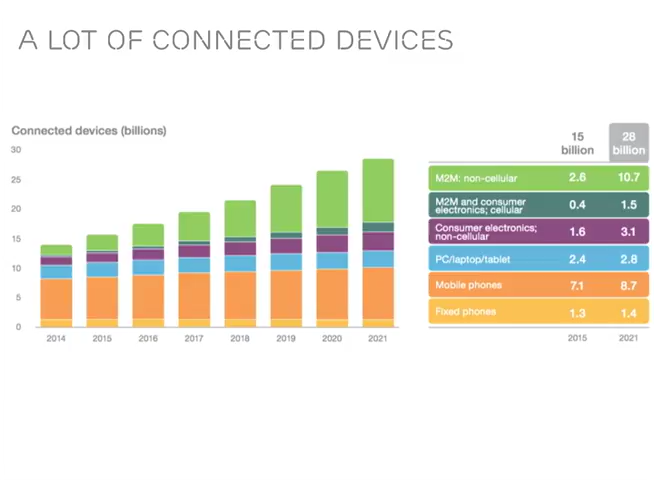 A LOT OF CONNECTED DEVICES
Connected devices (billions)
30
25
20
15
10
5
0
2014 2015 2016 2017 2018 2019 2020 2021
15 billion 28 billion
M2M: non-cellular 2.6 10.7
M2M and consumer electronics; cellular 0.4 1.5
Consumer electronics; non-cellular 1.6 3.1
PC/laptop/tablet 2.4 2.8
Mobile phones 7.1 8.7
Fixed phones 1.3 1.4
2015 2021